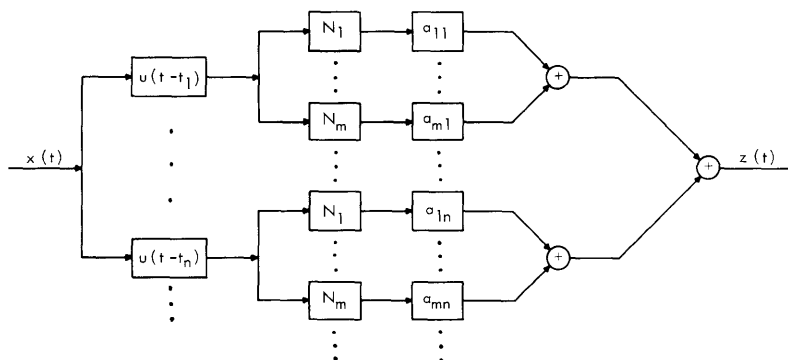 N₁ a₁₁
u(t-t₁) +
Nₘ aₘ₁
x(t) + z(t)
N₁ a₁ₙ
u(t-tₙ) +
Nₘ aₘₙ